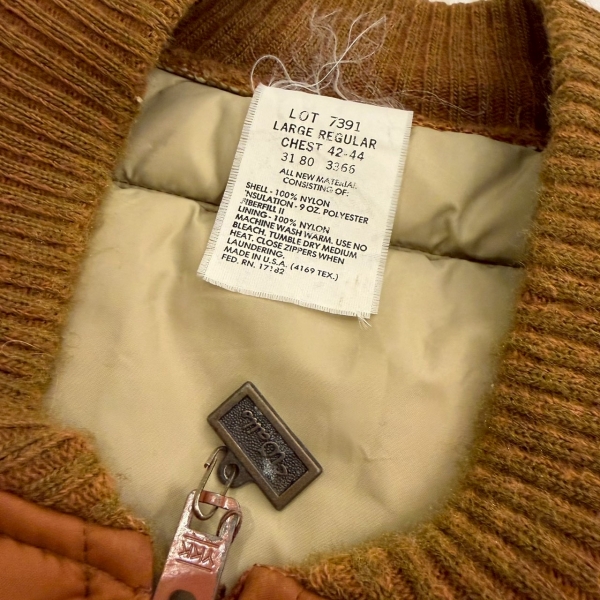 LOT 7391
LARGE REGULAR
CHEST 42-44
31 80 3366
ALL NEW MATERIAL
CONSISTING OF:
SHELL - 100% NYLON
INSULATION - 9 OZ. POLYESTER
FIBERFILL II
LINING - 100% NYLON
MACHINE WASH WARM. USE NO
BLEACH. TUMBLE DRY MEDIUM
HEAT. CLOSE ZIPPERS WHEN
LAUNDERING.
MADE IN U.S.A. (4169 TEX.)
FED. RN. 17182
YKK